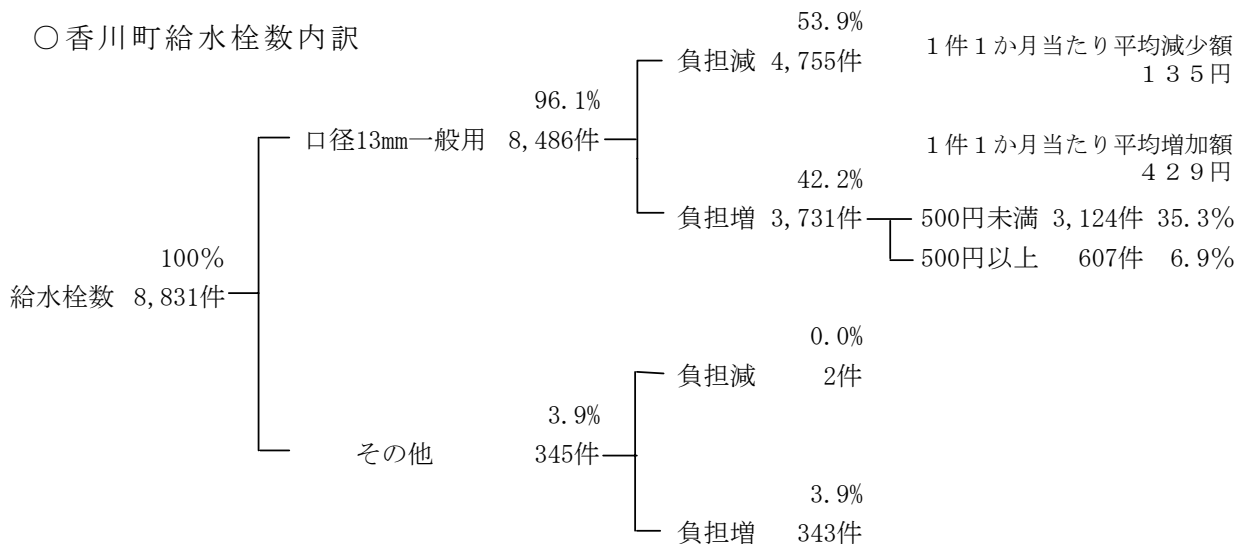 ○香川町給水栓数内訳
53.9%
負担減 4,755件
1件1か月当たり平均減少額
135円
96.1%
口径13mm一般用 8,486件
1件1か月当たり平均増加額
429円
42.2%
負担増 3,731件
500円未満 3,124件 35.3%
500円以上 607件 6.9%
100%
給水栓数 8,831件
0.0%
負担減 2件
3.9%
その他 345件
3.9%
負担増 343件